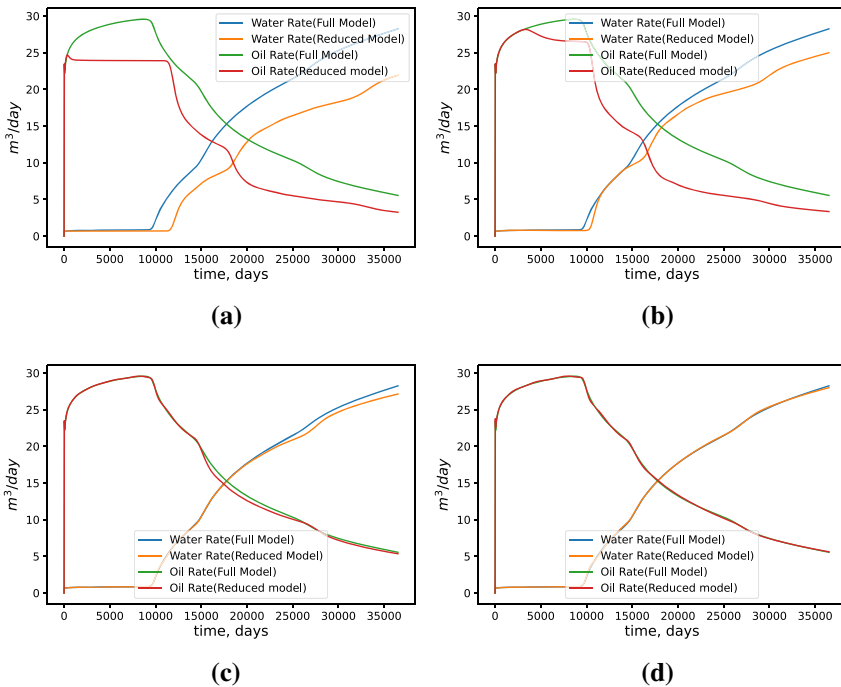 30
25
20
15
10
5
0
m³/day
0 5000 10000 15000 20000 25000 30000 35000
time, days
Water Rate(Full Model)
Water Rate(Reduced Model)
Oil Rate(Full Model)
Oil Rate(Reduced model)
(a)
30
25
20
15
10
5
0
m³/day
0 5000 10000 15000 20000 25000 30000 35000
time, days
Water Rate(Full Model)
Water Rate(Reduced Model)
Oil Rate(Full Model)
Oil Rate(Reduced model)
(b)
30
25
20
15
10
5
0
m³/day
0 5000 10000 15000 20000 25000 30000 35000
time, days
Water Rate(Full Model)
Water Rate(Reduced Model)
Oil Rate(Full Model)
Oil Rate(Reduced model)
(c)
30
25
20
15
10
5
0
m³/day
0 5000 10000 15000 20000 25000 30000 35000
time, days
Water Rate(Full Model)
Water Rate(Reduced Model)
Oil Rate(Full Model)
Oil Rate(Reduced model)
(d)